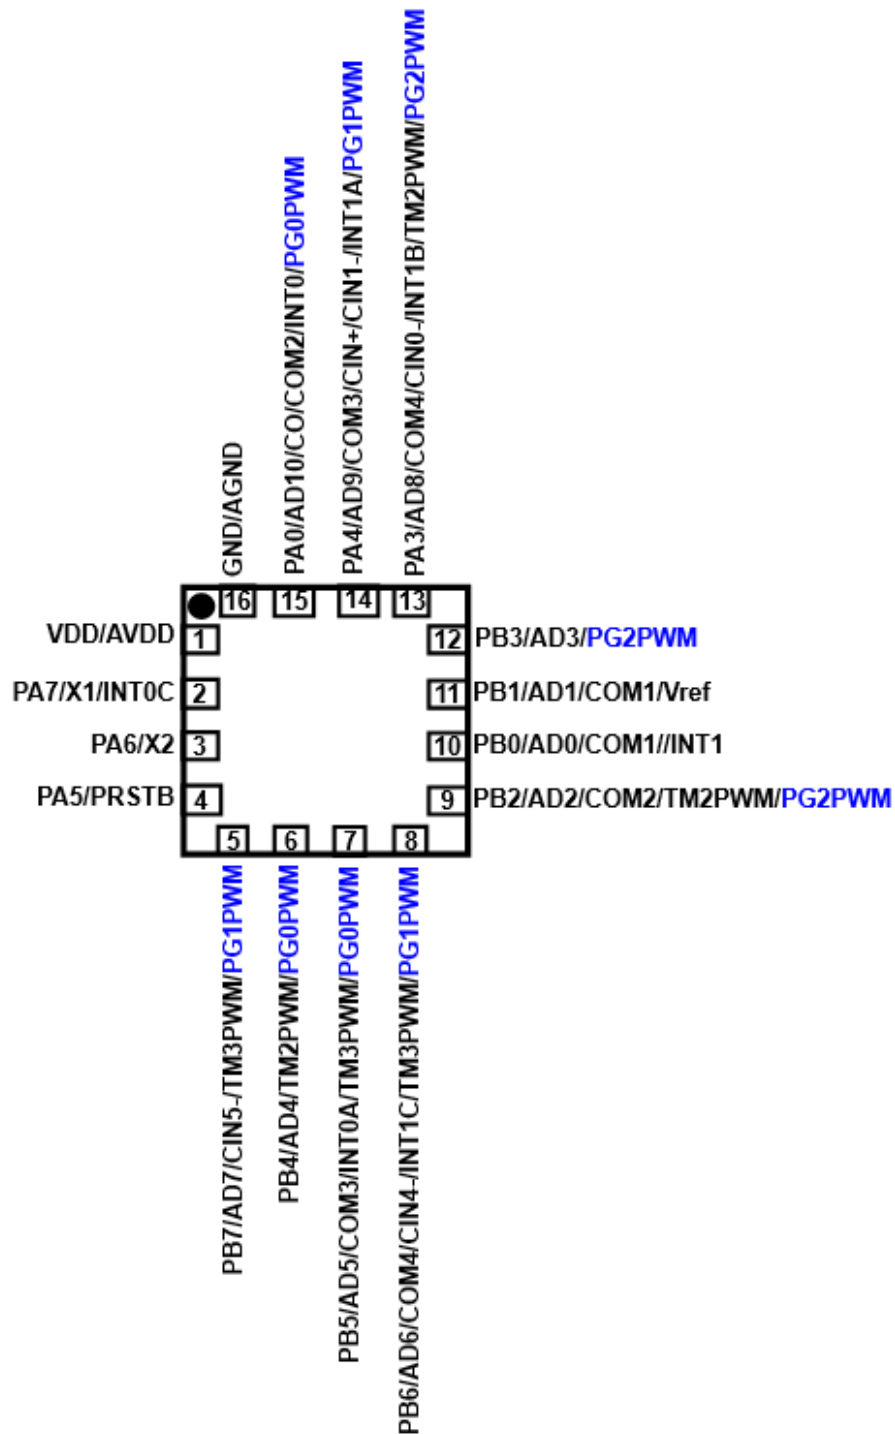 PA3/AD8/COM4/CIN0-/INT1B/TM2PWM/PG2PWM
PA4/AD9/COM3/CIN+/CIN1-/INT1A/PG1PWM
PA0/AD10/CO/COM2/INT0/PG0PWM
GND/AGND
16
15
14
13
VDD/AVDD
1
12
PB3/AD3/PG2PWM
PA7/X1/INT0C
2
11
PB1/AD1/COM1/Vref
PA6/X2
3
10
PB0/AD0/COM1//INT1
PA5/PRSTB
4
9
PB2/AD2/COM2/TM2PWM/PG2PWM
5
6
7
8
PB7/AD7/CIN5-/TM3PWM/PG1PWM
PB4/AD4/TM2PWM/PG0PWM
PB5/AD5/COM3/INT0A/TM3PWM/PG0PWM
PB6/AD6/COM4/CIN4-/INT1C/TM3PWM/PG1PWM